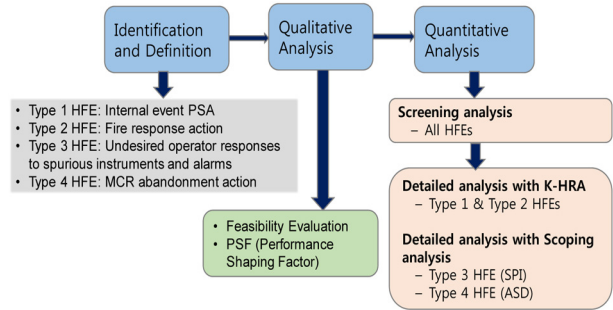 Identification
and Definition
Qualitative
Analysis
Quantitative
Analysis
• Type 1 HFE: Internal event PSA
• Type 2 HFE: Fire response action
• Type 3 HFE: Undesired operator responses
to spurious instruments and alarms
• Type 4 HFE: MCR abandonment action
• Feasibility Evaluation
• PSF (Performance
Shaping Factor)
Screening analysis
– All HFEs
Detailed analysis with K-HRA
– Type 1 & Type 2 HFEs
Detailed analysis with Scoping
analysis
– Type 3 HFE (SPI)
– Type 4 HFE (ASD)